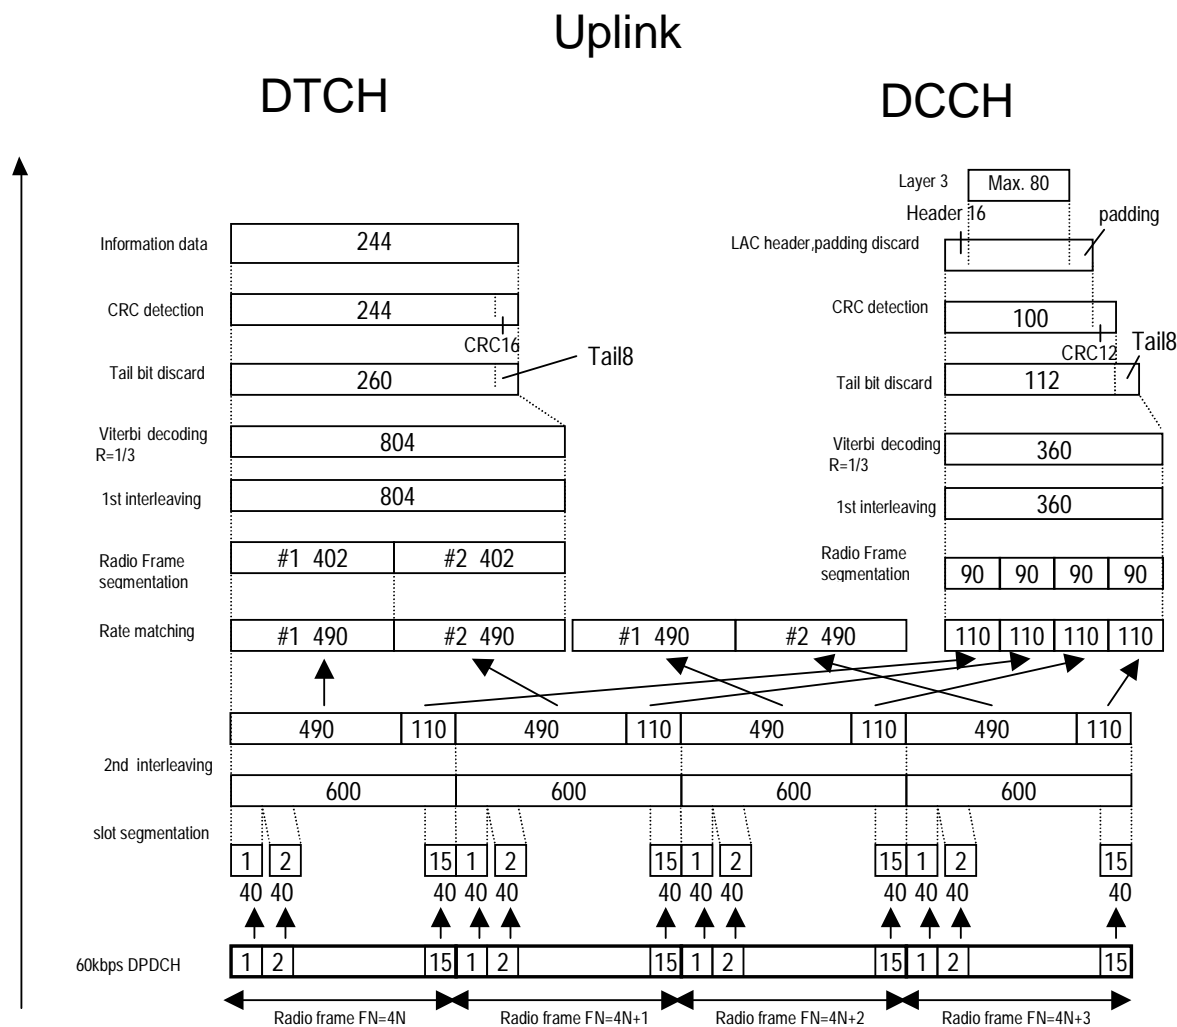 Uplink
DTCH
DCCH
Layer 3
Max. 80
Header 16
padding
Information data
244
LAC header,padding discard
CRC detection
244
CRC16
CRC detection
100
CRC12
Tail8
Tail8
Tail bit discard
260
Tail bit discard
112
Viterbi decoding
R=1/3
804
Viterbi decoding
R=1/3
360
1st interleaving
804
1st interleaving
360
Radio Frame
segmentation
#1 402
#2 402
Radio Frame
segmentation
90 90 90 90
Rate matching
#1 490
#2 490
#1 490
#2 490
110 110 110 110
490 110 490 110 490 110 490 110
2nd interleaving
600 600 600 600
slot segmentation
1 2 15 1 2 15 1 2 15 1 2 15
40 40 40 40 40 40 40 40 40 40 40 40
60kbps DPDCH
1 2 15 1 2 15 1 2 15 1 2 15
Radio frame FN=4N
Radio frame FN=4N+1
Radio frame FN=4N+2
Radio frame FN=4N+3